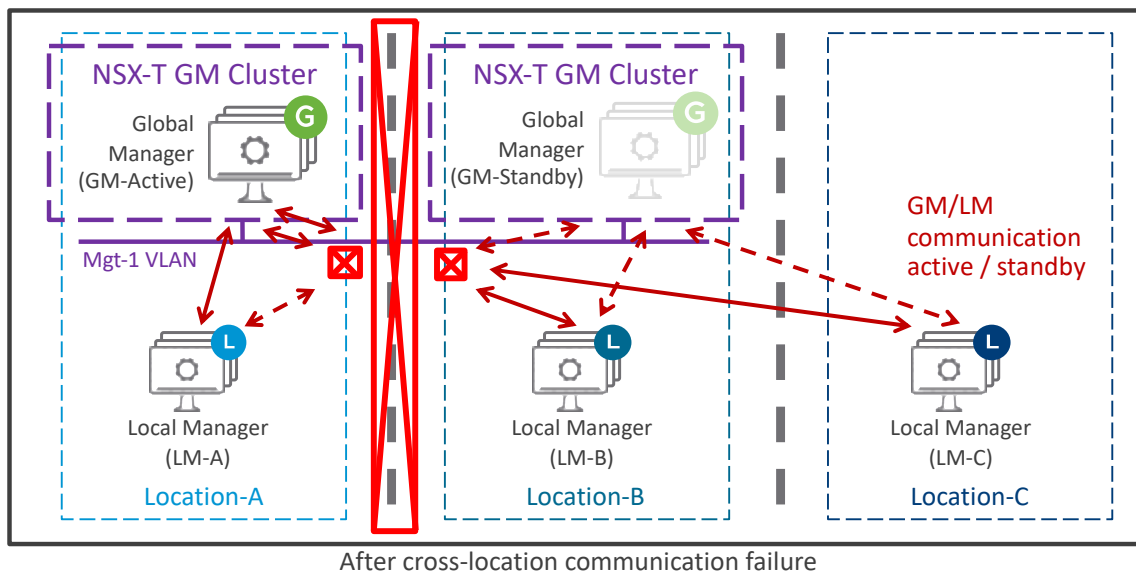 NSX-T GM Cluster
G
Global
Manager
(GM-Active)
NSX-T GM Cluster
G
Global
Manager
(GM-Standby)
GM/LM
communication
active / standby
Mgt-1 VLAN
L
Local Manager
(LM-A)
Location-A
L
Local Manager
(LM-B)
Location-B
L
Local Manager
(LM-C)
Location-C
After cross-location communication failure